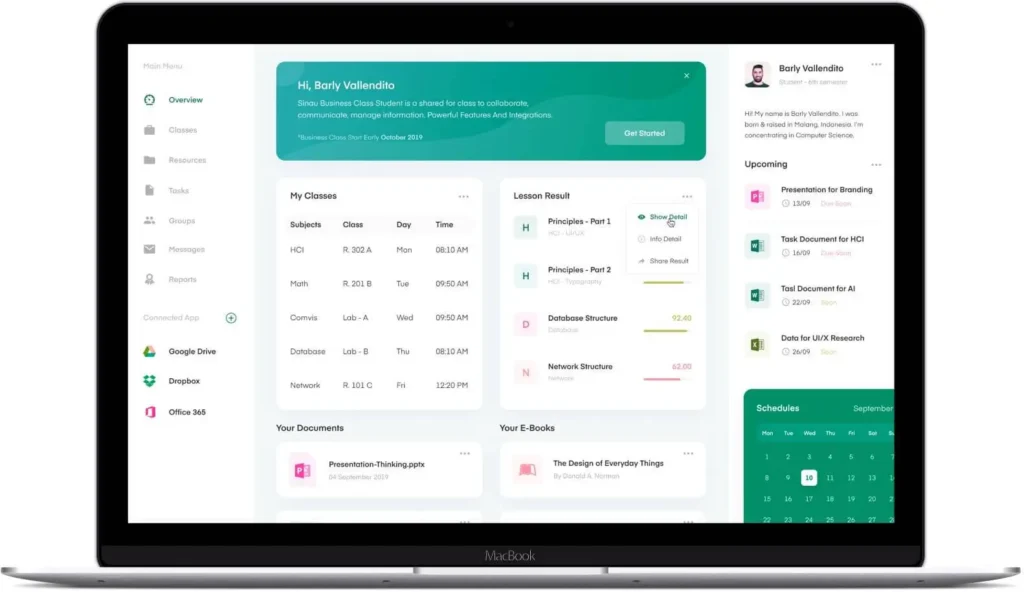 Main Menu
Overview
Classes
Resources
Tasks
Groups
Messages
Reports
Connected App
Google Drive
Dropbox
Office 365
Hi, Barly Vallendito
Sinau Business Class Student is a shared for class to collaborate,
communicate, manage information. Powerful Features And Integrations.
*Business Class Start Early October 2019
Get Started
My Classes
Subjects Class Day Time
HCI R. 302 A Mon 08:10 AM
Math R. 201 B Tue 09:50 AM
Comvis Lab - A Wed 09:50 AM
Database Lab - B Thu 08:10 AM
Network R. 101 C Fri 12:20 PM
Lesson Result
H
Principles - Part 1
HCI - UI/UX
Show Detail
Info Detail
Share Result
H
Principles - Part 2
HCI - Typography
D
Database Structure
Database
92.40
N
Network Structure
Network
62.00
Your Documents
Presentation-Thinking.pptx
04 September 2019
Your E-Books
The Design of Everyday Things
By Donald A. Norman
Barly Vallendito
Student - 6th semester
Hi! My name is Barly Vallendito. I was
born & raised in Malang, Indonesia. I'm
concentrating in Computer Science.
Upcoming
Presentation for Branding
13/09 Due Soon
Task Document for HCI
16/09 Due Soon
Tasl Document for AI
22/09 Soon
Data for UI/X Research
26/09 Soon
Schedules September
Mon Tue Wed Thu Fri Sat Su
1 2 3 4 5 6 7
8 9 10 11 12 13
15 16 17 18 19 20
22 23 24 25 26 27
MacBook